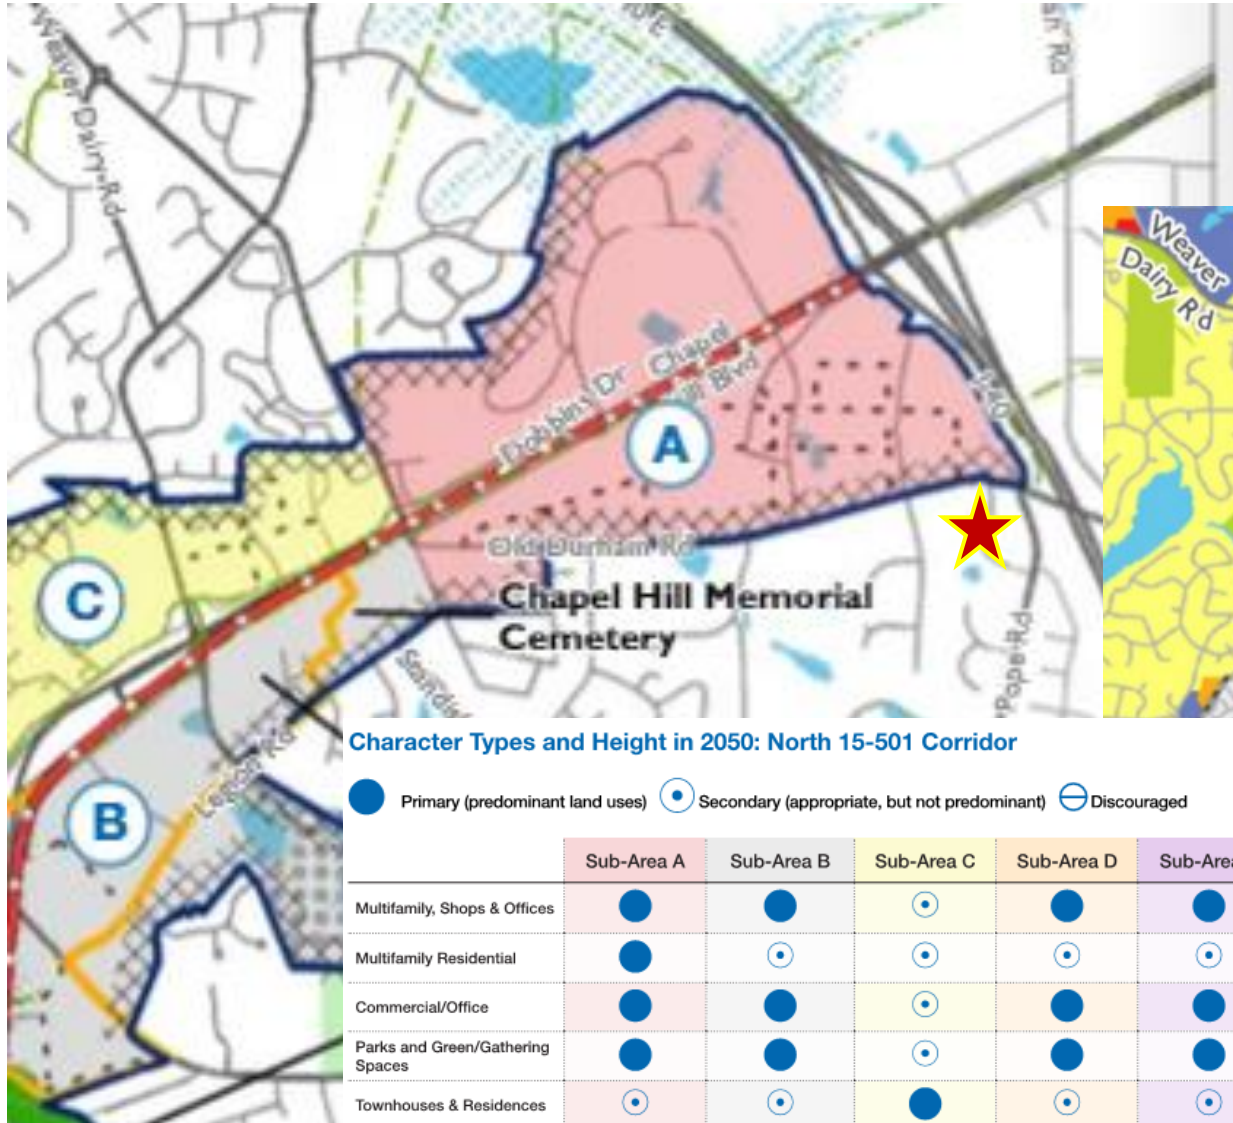 Weaver Dairy Rd
Weaver
Dairy Rd
Dobbins Dr
Chapel
Blvd
A
I-40
Old Durham Rd
C
Chapel Hill Memorial
Cemetery
Pope Rd
Legion Rd
B
Character Types and Height in 2050: North 15-501 Corridor
Primary (predominant land uses) Secondary (appropriate, but not predominant) Discouraged
Sub-Area A Sub-Area B Sub-Area C Sub-Area D Sub-Area
Multifamily, Shops & Offices
Multifamily Residential
Commercial/Office
Parks and Green/Gathering
Spaces
Townhouses & Residences